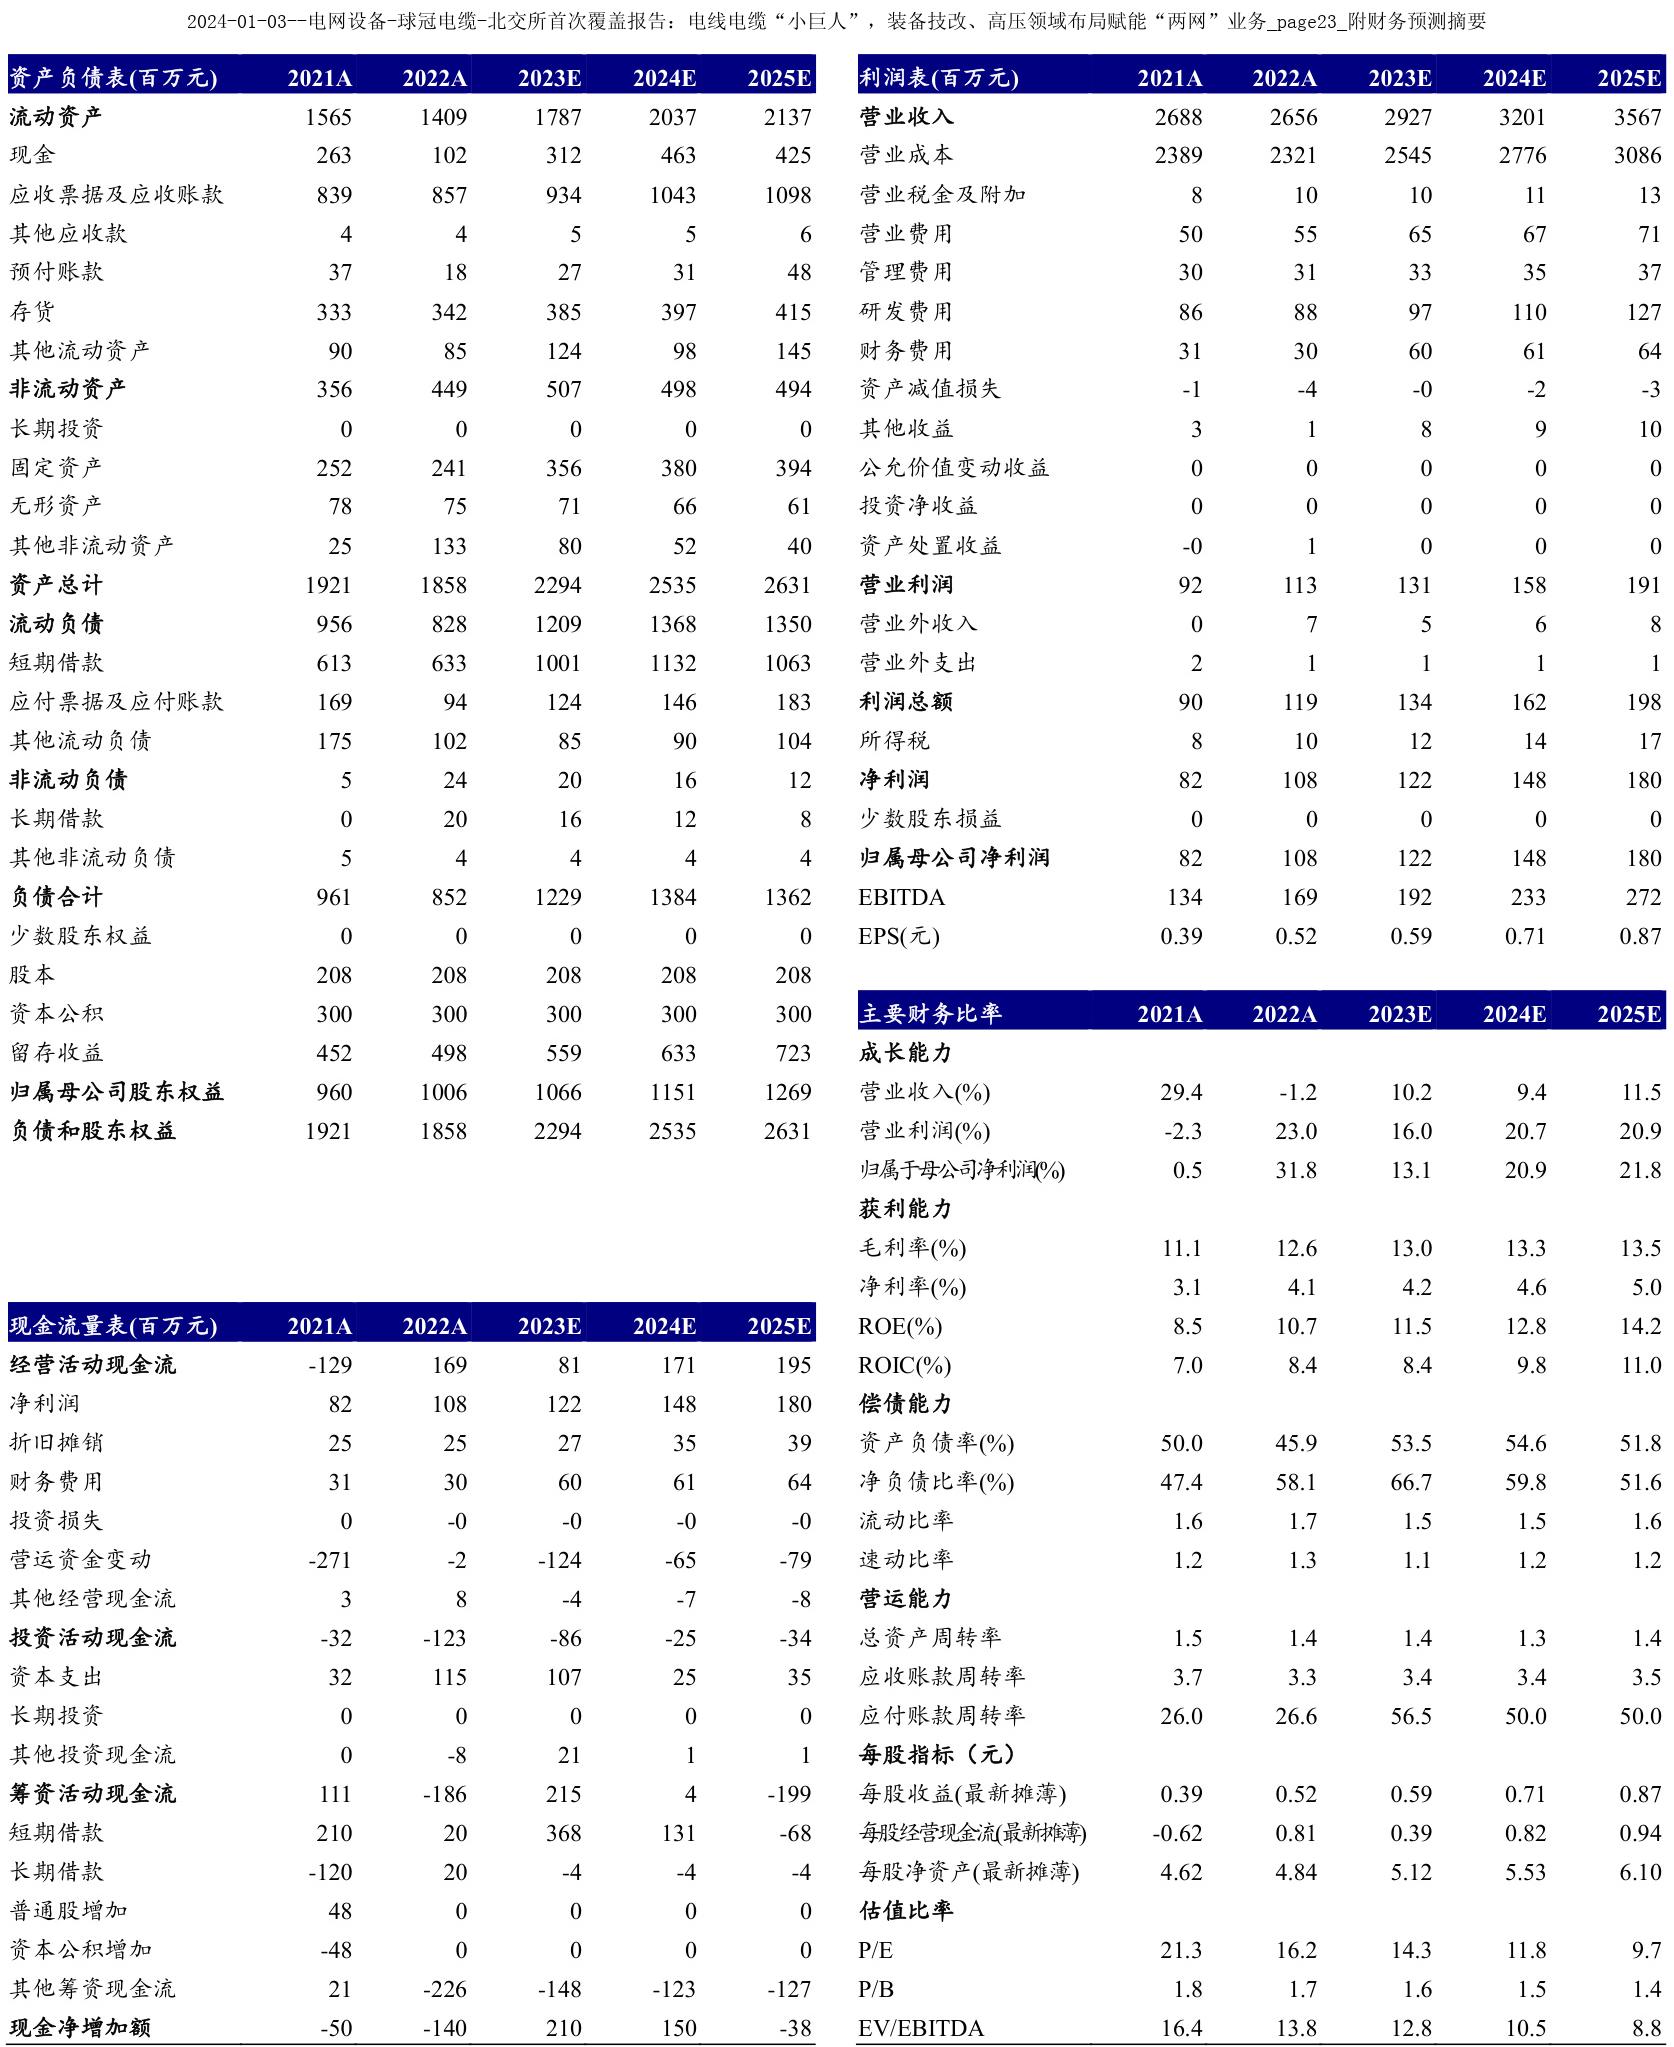 2024-01-03--电网设备-球冠电缆-北交所首次覆盖报告：电线电缆“小巨人”，装备技改、高压领域布局赋能“两网”业务_page23_附财务预测摘要
资产负债表(百万元) 2021A 2022A 2023E 2024E 2025E
流动资产 1565 1409 1787 2037 2137
现金 263 102 312 463 425
应收票据及应收账款 839 857 934 1043 1098
其他应收款 4 4 5 5 6
预付账款 37 18 27 31 48
存货 333 342 385 397 415
其他流动资产 90 85 124 98 145
非流动资产 356 449 507 498 494
长期投资 0 0 0 0 0
固定资产 252 241 356 380 394
无形资产 78 75 71 66 61
其他非流动资产 25 133 80 52 40
资产总计 1921 1858 2294 2535 2631
流动负债 956 828 1209 1368 1350
短期借款 613 633 1001 1132 1063
应付票据及应付账款 169 94 124 146 183
其他流动负债 175 102 85 90 104
非流动负债 5 24 20 16 12
长期借款 0 20 16 12 8
其他非流动负债 5 4 4 4 4
负债合计 961 852 1229 1384 1362
少数股东权益 0 0 0 0 0
股本 208 208 208 208 208
资本公积 300 300 300 300 300
留存收益 452 498 559 633 723
归属母公司股东权益 960 1006 1066 1151 1269
负债和股东权益 1921 1858 2294 2535 2631
现金流量表(百万元) 2021A 2022A 2023E 2024E 2025E
经营活动现金流 -129 169 81 171 195
净利润 82 108 122 148 180
折旧摊销 25 25 27 35 39
财务费用 31 30 60 61 64
投资损失 0 -0 -0 -0 -0
营运资金变动 -271 -2 -124 -65 -79
其他经营现金流 3 8 -4 -7 -8
投资活动现金流 -32 -123 -86 -25 -34
资本支出 32 115 107 25 35
长期投资 0 0 0 0 0
其他投资现金流 0 -8 21 1 1
筹资活动现金流 111 -186 215 4 -199
短期借款 210 20 368 131 -68
长期借款 -120 20 -4 -4 -4
普通股增加 48 0 0 0 0
资本公积增加 -48 0 0 0 0
其他筹资现金流 21 -226 -148 -123 -127
现金净增加额 -50 -140 210 150 -38
利润表(百万元) 2021A 2022A 2023E 2024E 2025E
营业收入 2688 2656 2927 3201 3567
营业成本 2389 2321 2545 2776 3086
营业税金及附加 8 10 10 11 13
营业费用 50 55 65 67 71
管理费用 30 31 33 35 37
研发费用 86 88 97 110 127
财务费用 31 30 60 61 64
资产减值损失 -1 -4 -0 -2 -3
其他收益 3 1 8 9 10
公允价值变动收益 0 0 0 0 0
投资净收益 0 0 0 0 0
资产处置收益 -0 1 0 0 0
营业利润 92 113 131 158 191
营业外收入 0 7 5 6 8
营业外支出 2 1 1 1 1
利润总额 90 119 134 162 198
所得税 8 10 12 14 17
净利润 82 108 122 148 180
少数股东损益 0 0 0 0 0
归属母公司净利润 82 108 122 148 180
EBITDA 134 169 192 233 272
EPS(元) 0.39 0.52 0.59 0.71 0.87
主要财务比率 2021A 2022A 2023E 2024E 2025E
成长能力
营业收入(%) 29.4 -1.2 10.2 9.4 11.5
营业利润(%) -2.3 23.0 16.0 20.7 20.9
归属于母公司净利润(%) 0.5 31.8 13.1 20.9 21.8
获利能力
毛利率(%) 11.1 12.6 13.0 13.3 13.5
净利率(%) 3.1 4.1 4.2 4.6 5.0
ROE(%) 8.5 10.7 11.5 12.8 14.2
ROIC(%) 7.0 8.4 8.4 9.8 11.0
偿债能力
资产负债率(%) 50.0 45.9 53.5 54.6 51.8
净负债比率(%) 47.4 58.1 66.7 59.8 51.6
流动比率 1.6 1.7 1.5 1.5 1.6
速动比率 1.2 1.3 1.1 1.2 1.2
营运能力
总资产周转率 1.5 1.4 1.4 1.3 1.4
应收账款周转率 3.7 3.3 3.4 3.4 3.5
应付账款周转率 26.0 26.6 56.5 50.0 50.0
每股指标（元）
每股收益(最新摊薄) 0.39 0.52 0.59 0.71 0.87
每股经营现金流(最新摊薄) -0.62 0.81 0.39 0.82 0.94
每股净资产(最新摊薄) 4.62 4.84 5.12 5.53 6.10
估值比率
P/E 21.3 16.2 14.3 11.8 9.7
P/B 1.8 1.7 1.6 1.5 1.4
EV/EBITDA 16.4 13.8 12.8 10.5 8.8